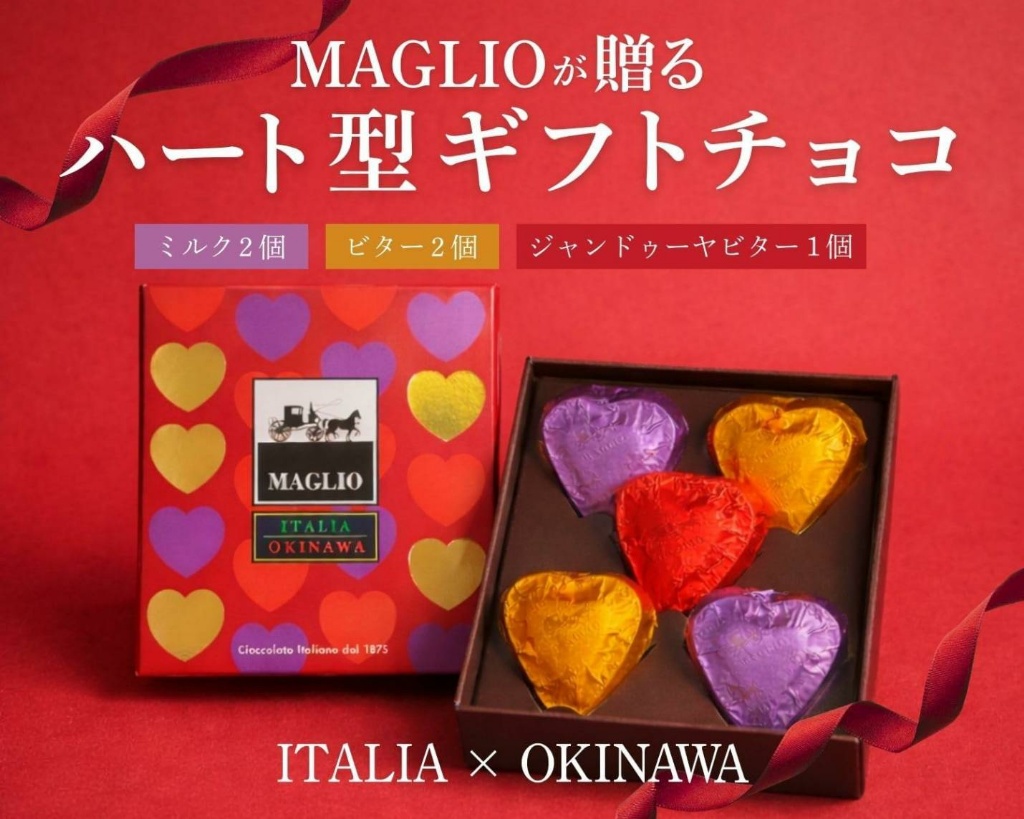 MAGLIOが贈る
ハート型ギフトチョコ
ミルク2個 ビター2個 ジャンドゥーヤビター1個
MAGLIO
ITALIA
OKINAWA
Cioccolato Italiano dal 1875
ITALIA × OKINAWA